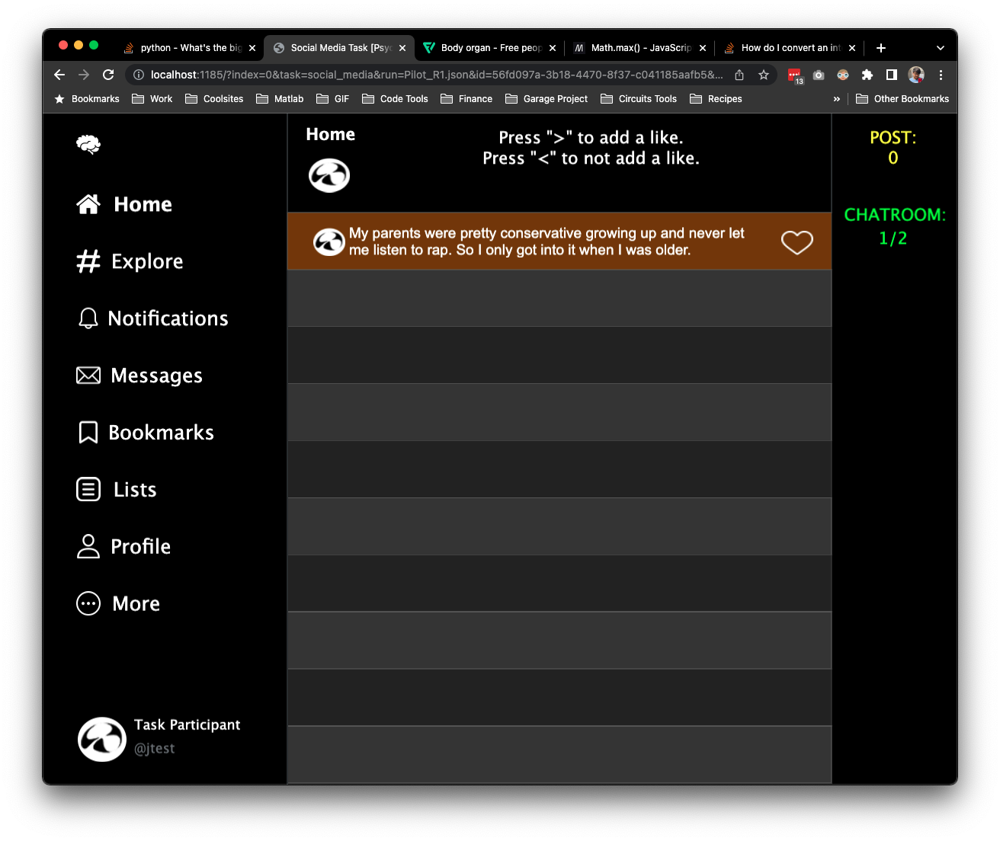 python - What's the big
Social Media Task [Psyc
Body organ - Free peop
Math.max() - JavaScrip
How do I convert an int
localhost:1185/?index=0&task=social_media&run=Pilot_R1.json&id=56fd097a-3b18-4470-8f37-c041185aafb5&...
13
Bookmarks
Work
Coolsites
Matlab
GIF
Code Tools
Finance
Garage Project
Circuits Tools
Recipes
»
Other Bookmarks
Home
Explore
Notifications
Messages
Bookmarks
Lists
Profile
More
Task Participant
@jtest
Home
Press ">" to add a like.
Press "<" to not add a like.
My parents were pretty conservative growing up and never let
me listen to rap. So I only got into it when I was older.
POST:
0
CHATROOM:
1/2